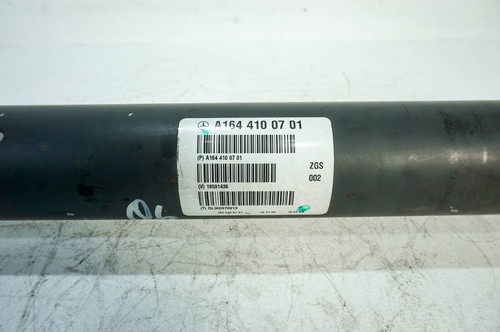 A164 410 07 01
(P) A164 410 07 01
ZGS
002
(V) 16591438